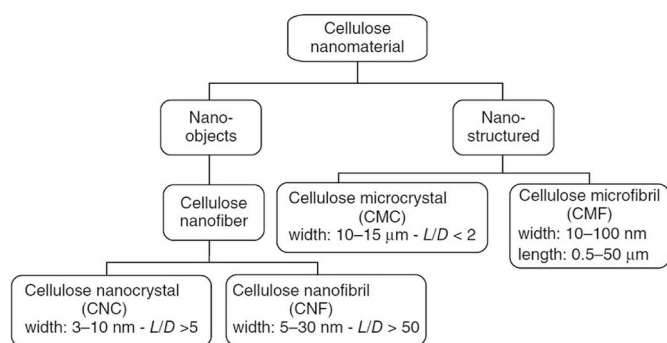 Cellulose
nanomaterial
Nano-
objects
Nano-
structured
Cellulose
nanofiber
Cellulose microcrystal
(CMC)
width: 10–15 μm - L/D < 2
Cellulose microfibril
(CMF)
width: 10–100 nm
length: 0.5–50 μm
Cellulose nanocrystal
(CNC)
width: 3–10 nm - L/D >5
Cellulose nanofibril
(CNF)
width: 5–30 nm - L/D > 50